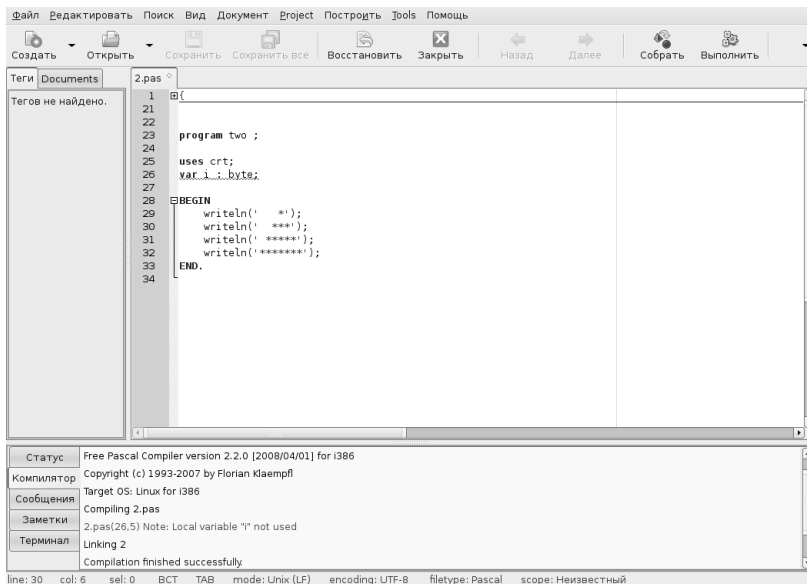 Файл Редактировать Поиск Вид Документ Project Построить Tools Помощь
Создать Открыть Сохранить Сохранить все Восстановить Закрыть Назад Далее Собрать Выполнить
Теги Documents 2.pas
Тегов не найдено.
1 {
21
22
23 program two ;
24
25 uses crt;
26 var i : byte;
27
28 BEGIN
29 writeln('   *');
30 writeln('  ***');
31 writeln(' *****');
32 writeln('*******');
33 END.
34
Статус
Компилятор
Сообщения
Заметки
Терминал
Free Pascal Compiler version 2.2.0 [2008/04/01] for i386
Copyright (c) 1993-2007 by Florian Klaempfl
Target OS: Linux for i386
Compiling 2.pas
2.pas(26,5) Note: Local variable "i" not used
Linking 2
Compilation finished successfully.
line: 30 col: 6 sel: 0 BCT TAB mode: Unix (LF) encoding: UTF-8 filetype: Pascal scope: Неизвестный